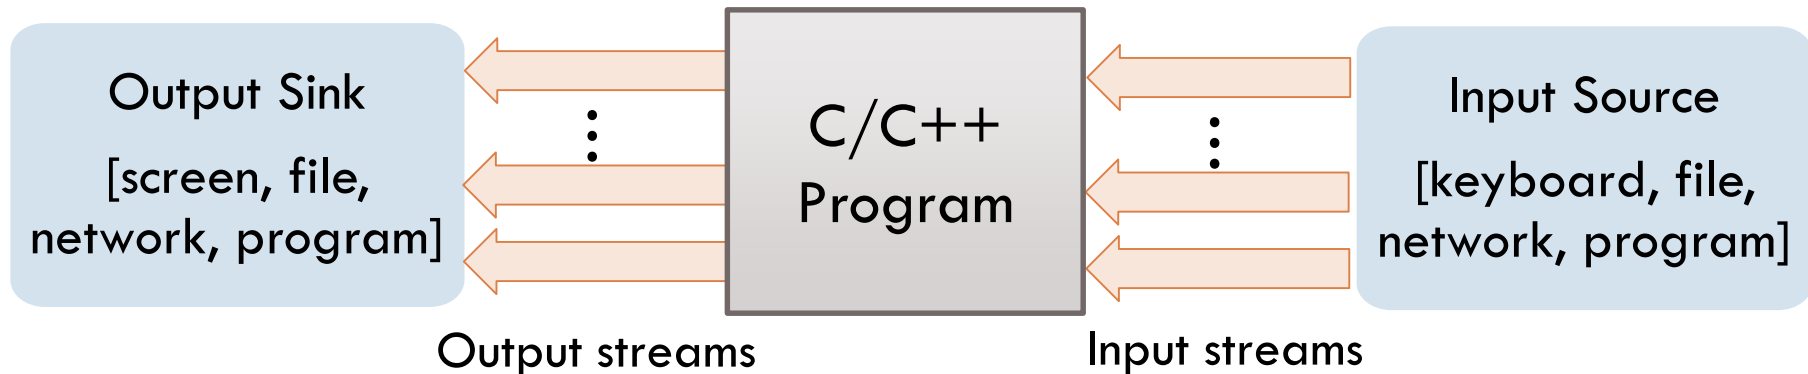 Output Sink
[screen, file,
network, program]
C/C++
Program
Input Source
[keyboard, file,
network, program]
Output streams
Input streams